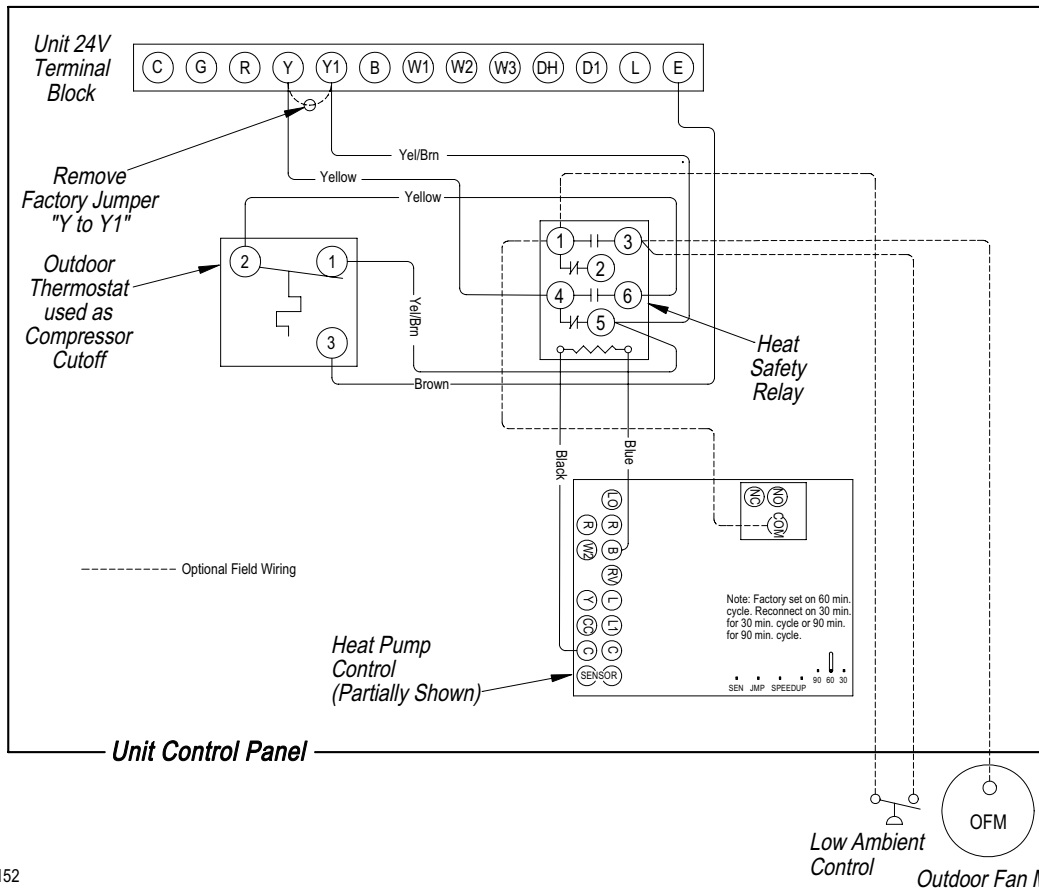 Unit 24V
Terminal
Block
C G R Y Y1 B W1 W2 W3 DH D1 L E
Remove
Factory Jumper
"Y to Y1"
Yel/Brn
Yellow
Yellow
Outdoor
Thermostat
used as
Compressor
Cutoff
2 1
3
Yel/Brn
Brown
1 3
2
4 6
5
Heat
Safety
Relay
Black
Blue
LO
R R
W2 B
RV
Y L
CC L1
C C
SENSOR
NC NO
COM
Note: Factory set on 60 min.
cycle. Reconnect on 30 min.
for 30 min. cycle or 90 min.
for 90 min. cycle.
SEN JMP SPEEDUP 90 60 30
Optional Field Wiring
Heat Pump
Control
(Partially Shown)
Unit Control Panel
Low Ambient
Control
OFM
Outdoor Fan M
152